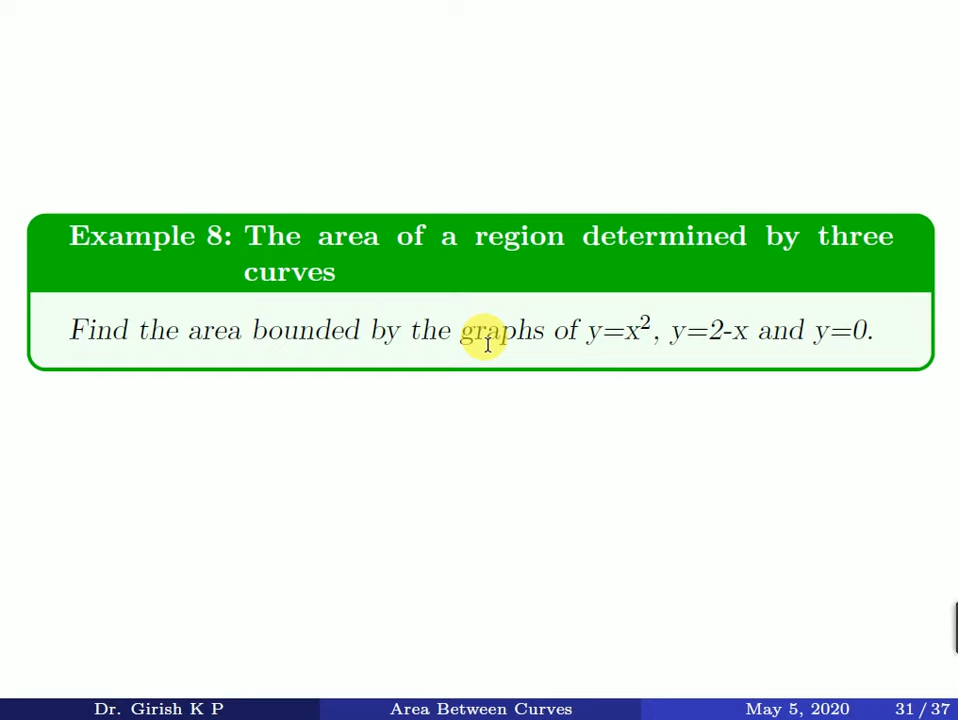 Example 8: The area of a region determined by three
curves
Find the area bounded by the graphs of y=x², y=2-x and y=0.
Dr. Girish K P
Area Between Curves
May 5, 2020
31 / 37